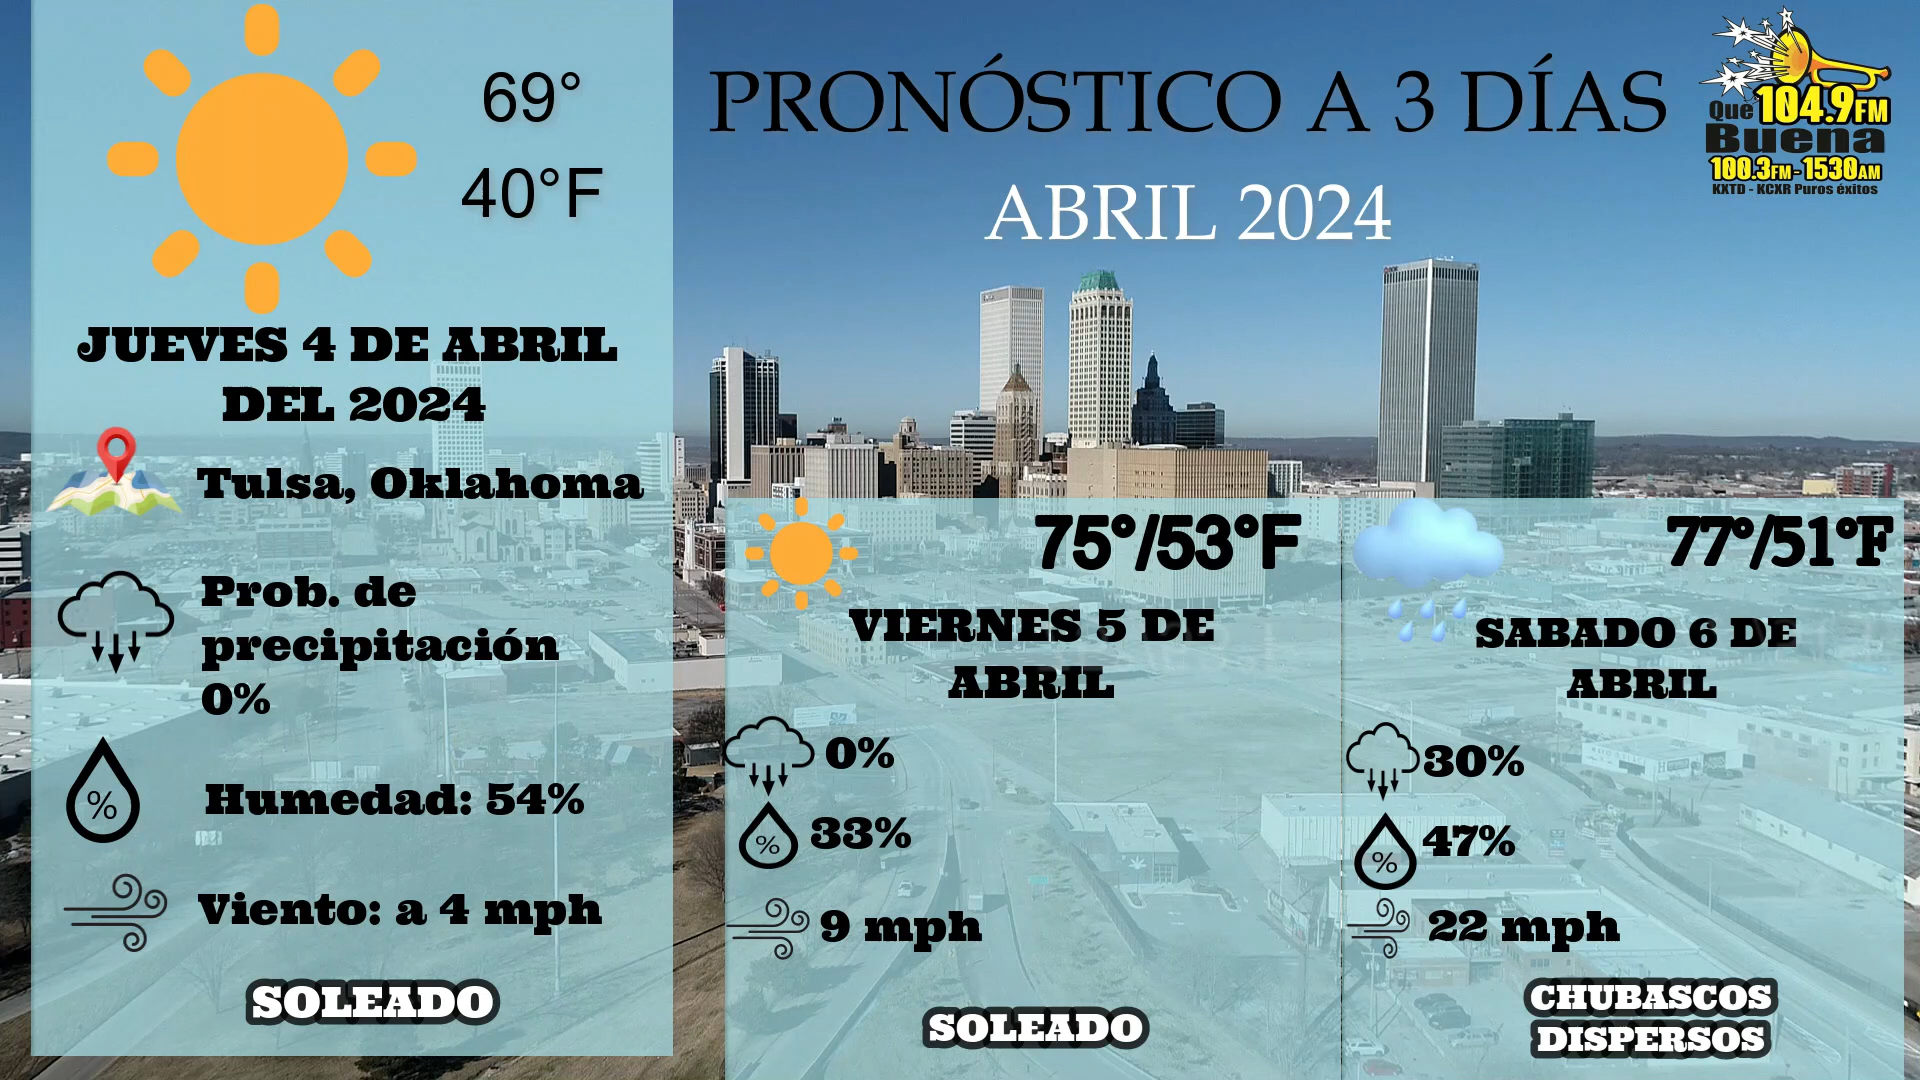 69°
40°F
JUEVES 4 DE ABRIL
DEL 2024
Tulsa, Oklahoma
Prob. de
precipitación
0%
%
Humedad: 54%
Viento: a 4 mph
SOLEADO
PRONÓSTICO A 3 DÍAS
ABRIL 2024
Qué 104.9FM
Buena
100.3FM - 1530AM
KXTD - KCXR Puros éxitos
75°/53°F
VIERNES 5 DE
ABRIL
0%
%
33%
9 mph
SOLEADO
77°/51°F
SABADO 6 DE
ABRIL
30%
%
47%
22 mph
CHUBASCOS
DISPERSOS